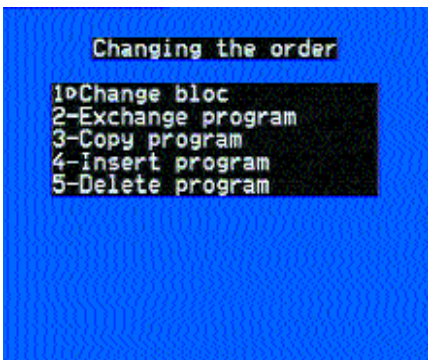 Changing the order
1▷Change bloc
2-Exchange program
3-Copy program
4-Insert program
5-Delete program